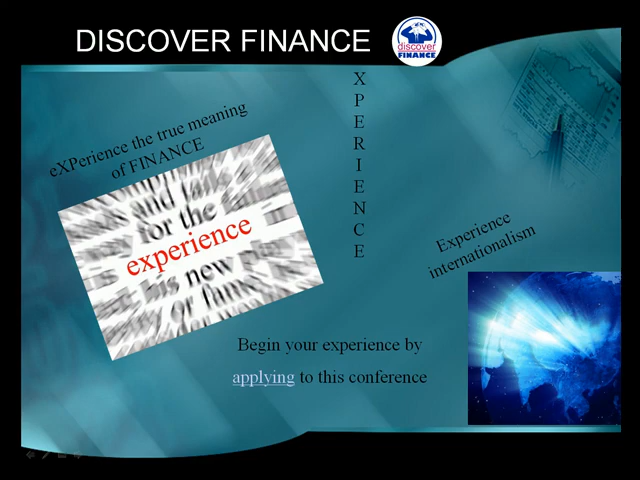 DISCOVER FINANCE
discover
FINANCE
X
P
E
R
I
E
N
C
E
eXPerience the true meaning
of FINANCE
for the
experience
his new
Experience
internationalism
Begin your experience by
applying to this conference